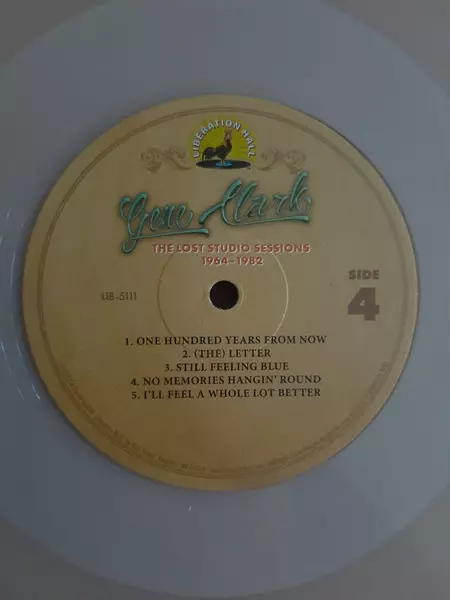 LIBERATION HALL
Gene Clark
THE LOST STUDIO SESSIONS
1964–1982
SIDE
4
LIB-5111
1. ONE HUNDRED YEARS FROM NOW
2. (THE) LETTER
3. STILL FEELING BLUE
4. NO MEMORIES HANGIN' ROUND
5. I'LL FEEL A WHOLE LOT BETTER